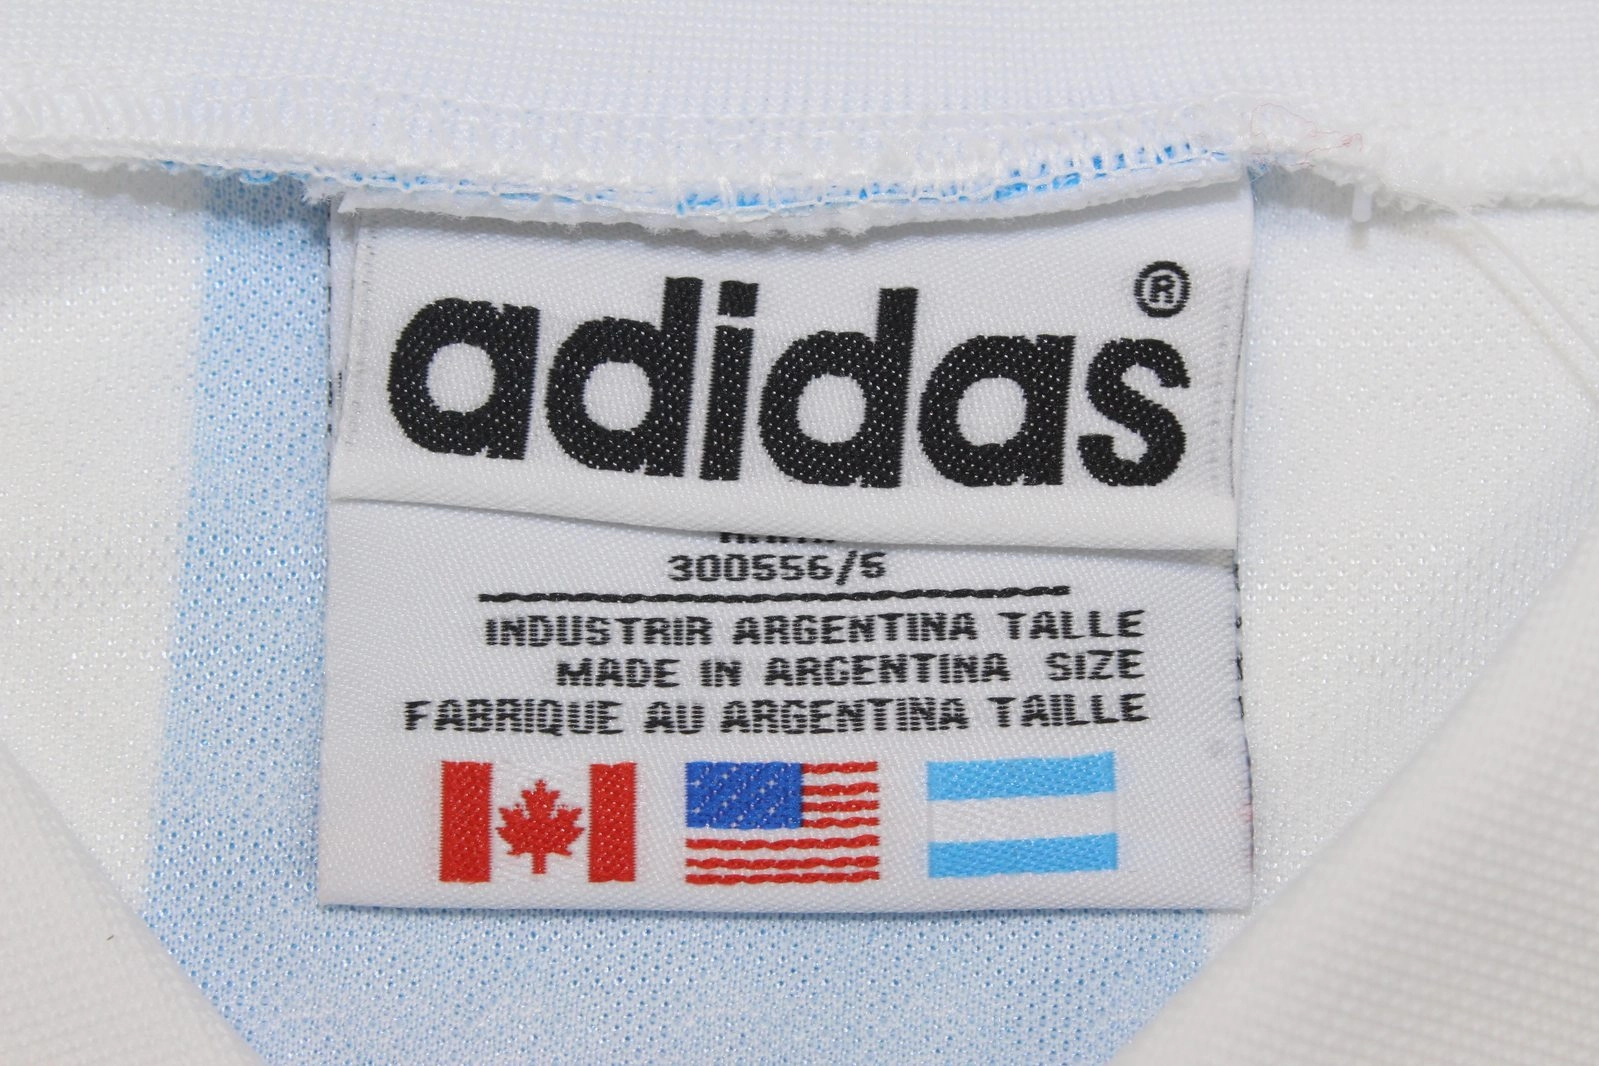 adidas®
300556/5
INDUSTRIR ARGENTINA TALLE
MADE IN ARGENTINA SIZE
FABRIQUE AU ARGENTINA TAILLE